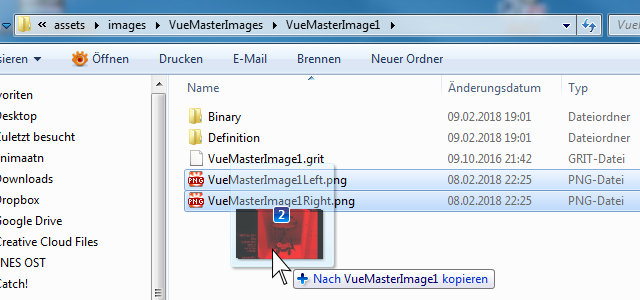 « assets ▸ images ▸ VueMasterImages ▸ VueMasterImage1 ▸
sieren ▾ Öffnen Drucken E-Mail Brennen Neuer Ordner
Name Änderungsdatum Typ
voriten
Desktop
Zuletzt besucht
nimaatn
Downloads
Dropbox
Google Drive
Creative Cloud Files
NES OST
Catch!
Binary 09.02.2018 19:01 Dateiordner
Definition 09.02.2018 19:01 Dateiordner
VueMasterImage1.grit 09.10.2016 21:42 GRIT-Datei
PNG VueMasterImage1Left.png 08.02.2018 22:25 PNG-Datei
PNG VueMasterImage1Right.png 08.02.2018 22:25 PNG-Datei
2
Nach VueMasterImage1 kopieren